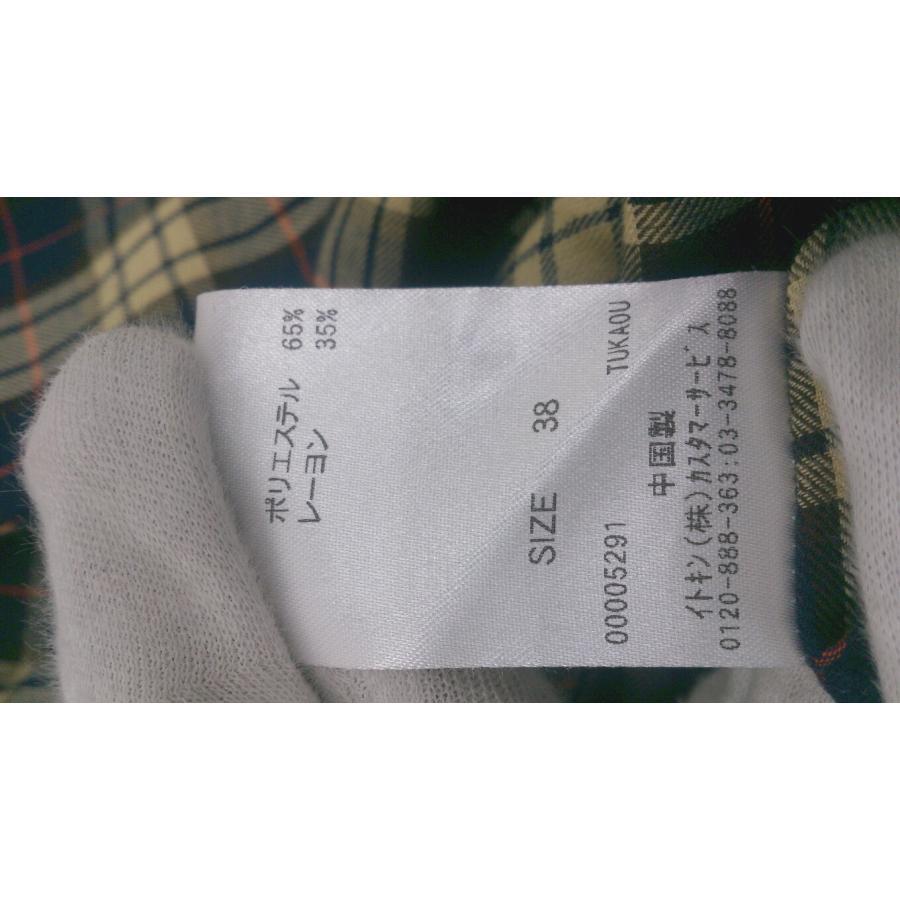 ポリエステル 65%
レーヨン 35%
SIZE 38
00005291 TUKAOU
中国製
イトキン(株)カスタマーサービス
0120-888-363:03-3478-8088